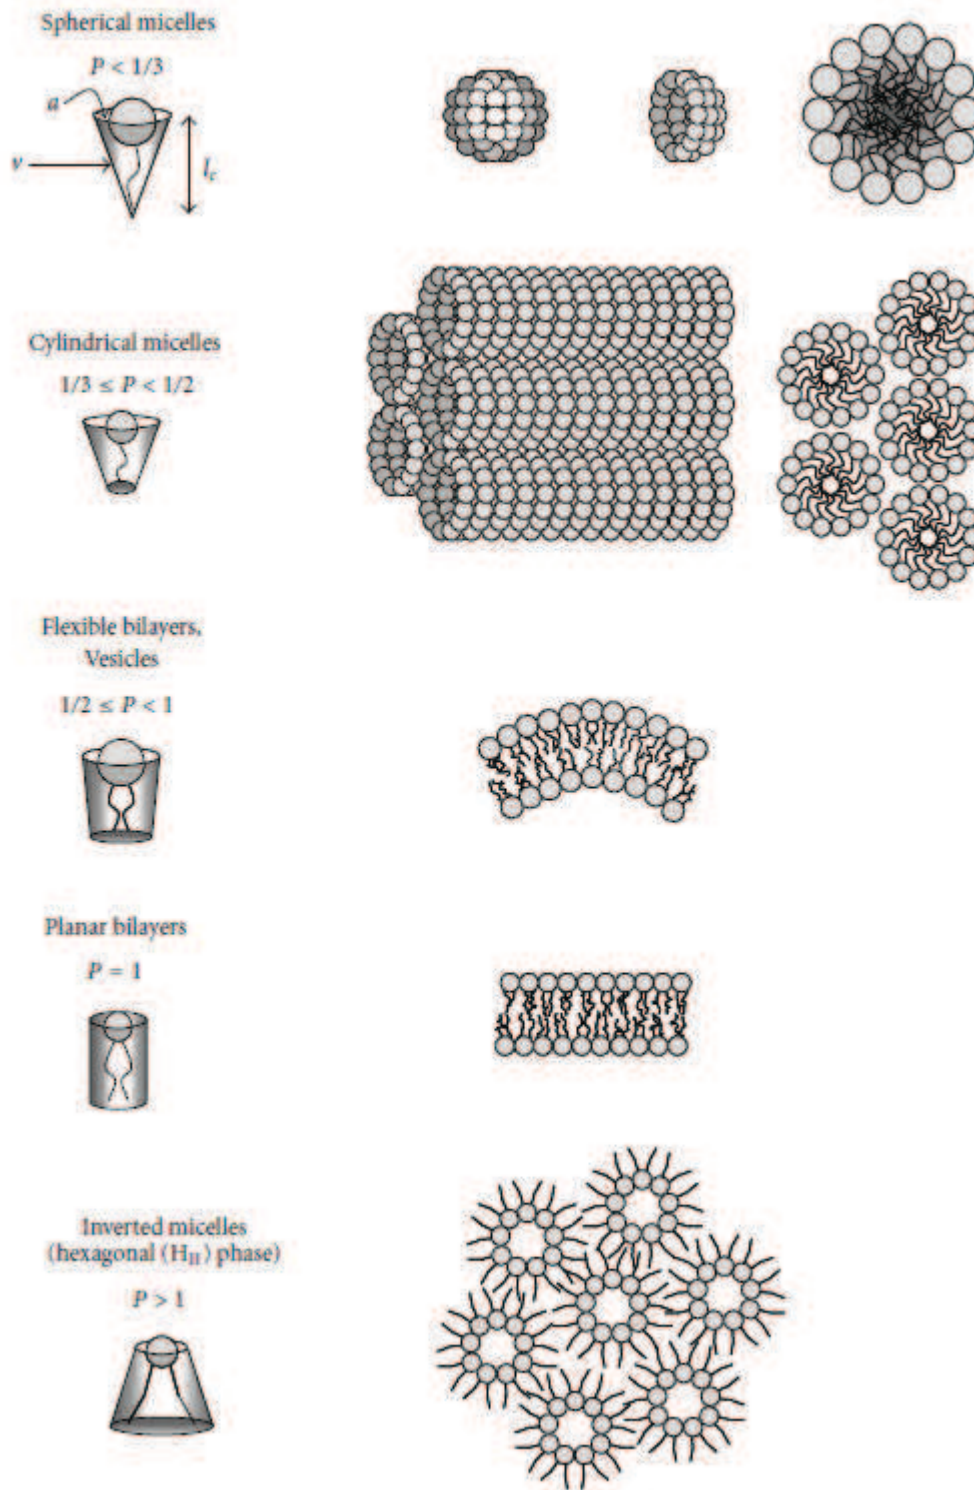 Spherical micelles
P < 1/3
a
v
l_c
Cylindrical micelles
1/3 ≤ P < 1/2
Flexible bilayers,
Vesicles
1/2 ≤ P < 1
Planar bilayers
P = 1
Inverted micelles
(hexagonal (H_II) phase)
P > 1